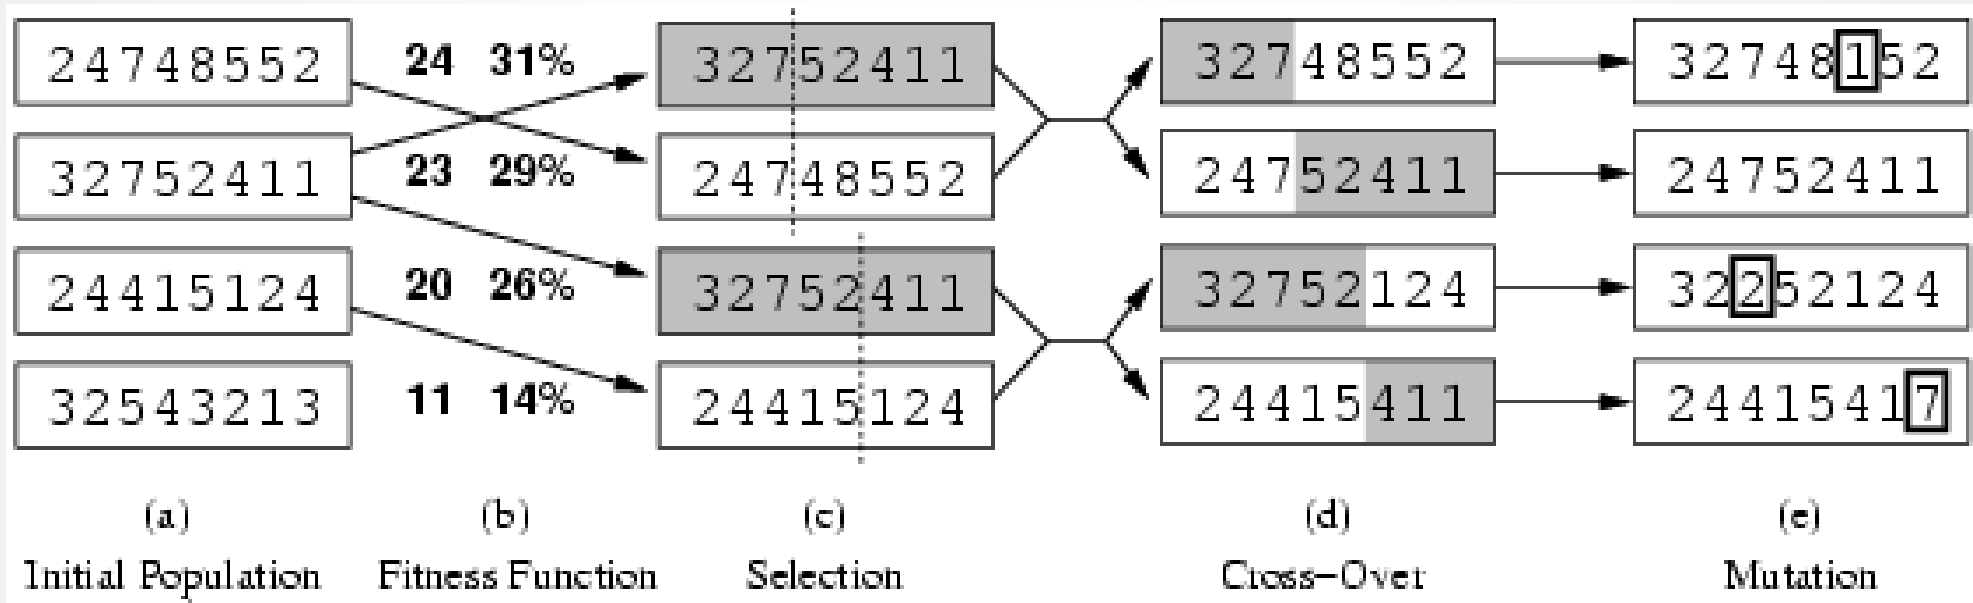 24748552 24 31% 32752411 32748552 32748152
32752411 23 29% 24748552 24752411 24752411
24415124 20 26% 32752411 32752124 32252124
32543213 11 14% 24415124 24415411 24415417
(a) (b) (c) (d) (e)
Initial Population Fitness Function Selection Cross-Over Mutation